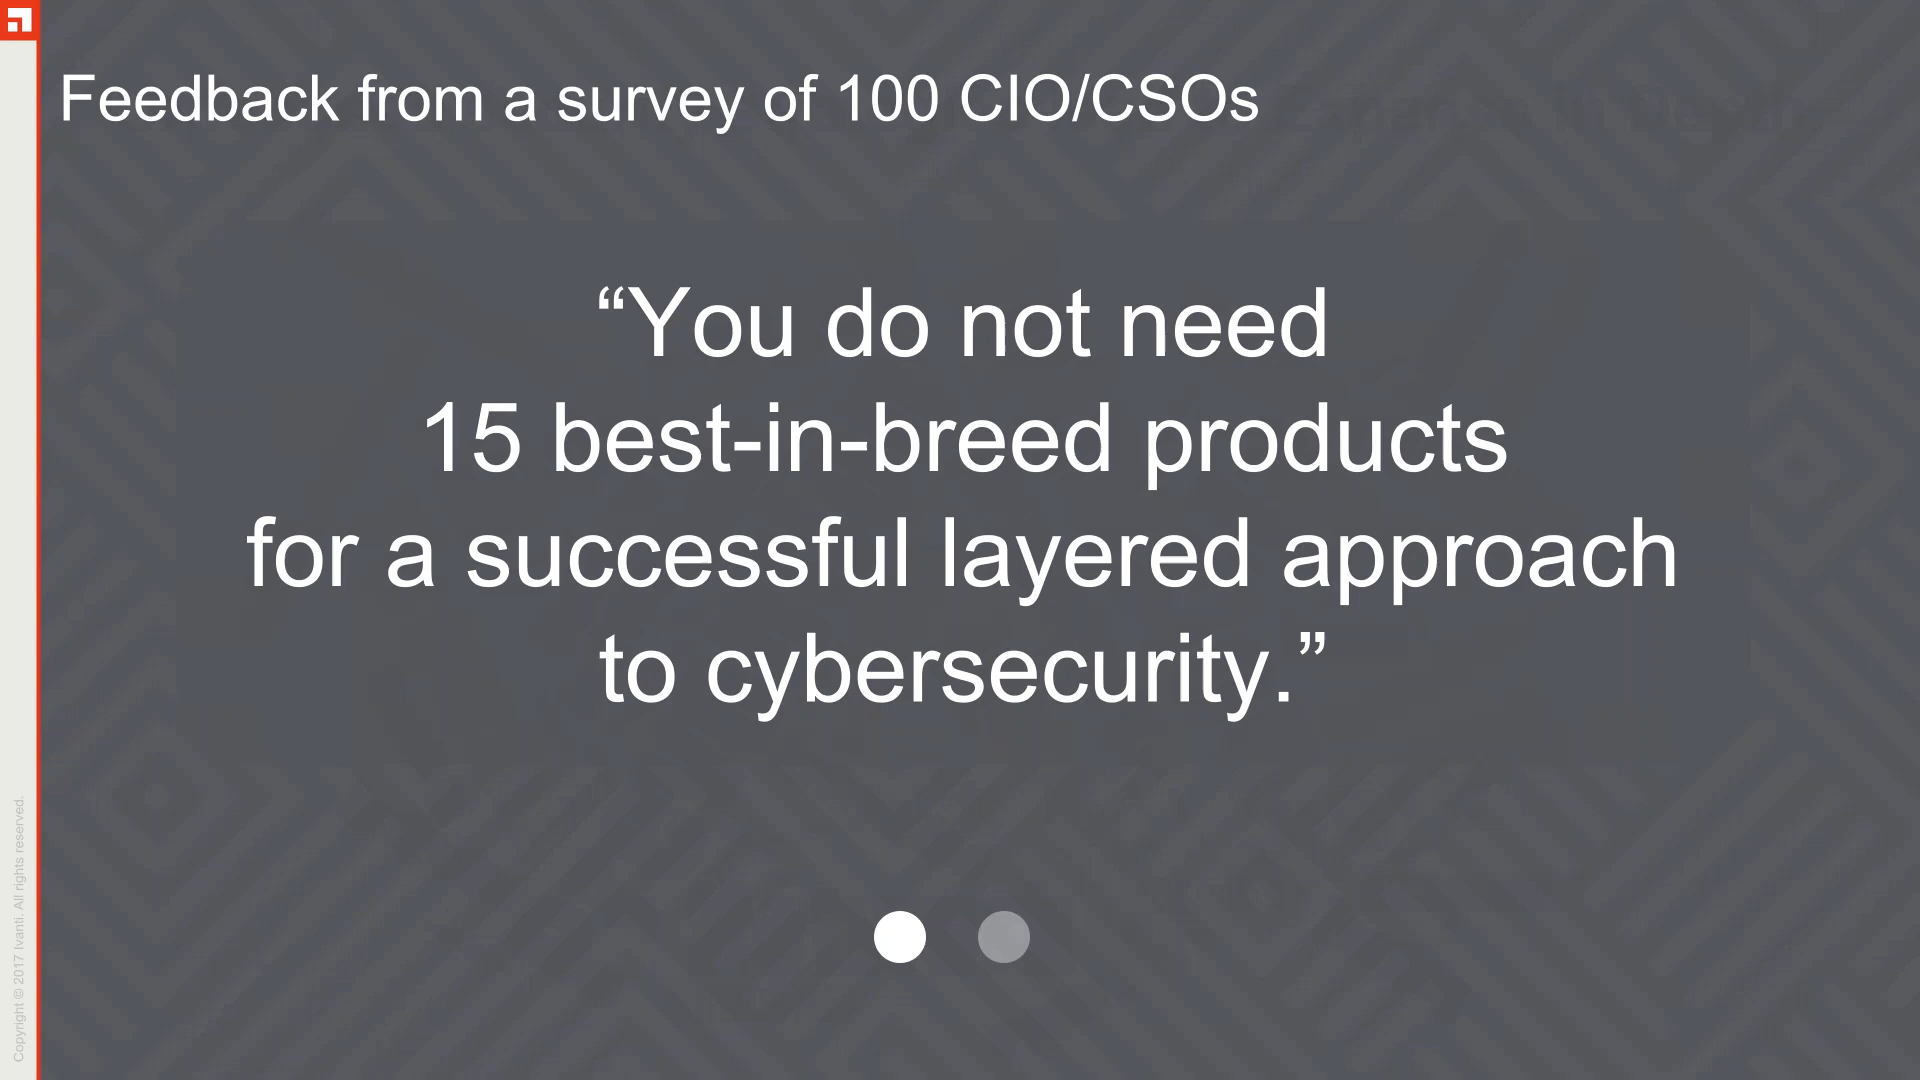 Feedback from a survey of 100 CIO/CSOs
“You do not need
15 best-in-breed products
for a successful layered approach
to cybersecurity.”
Copyright © 2017 Ivanti. All rights reserved.